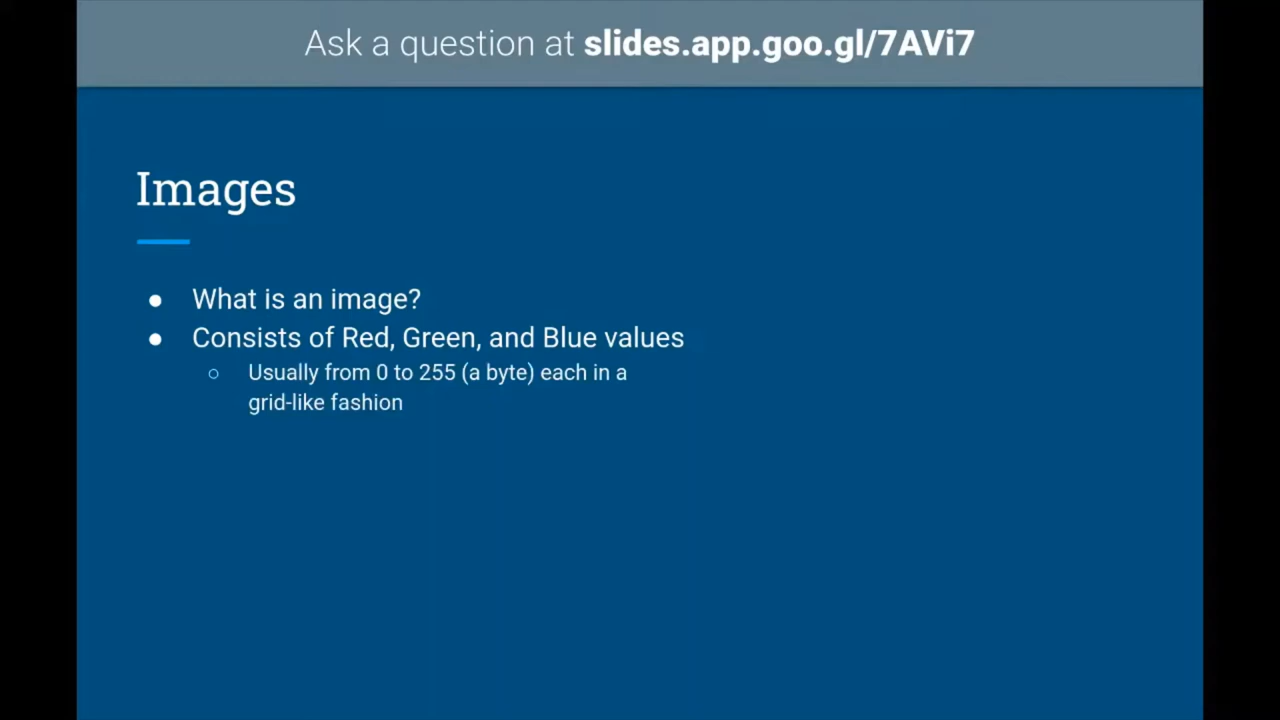 Ask a question at slides.app.goo.gl/7AVi7
Images
● What is an image?
● Consists of Red, Green, and Blue values
○ Usually from 0 to 255 (a byte) each in a
grid-like fashion